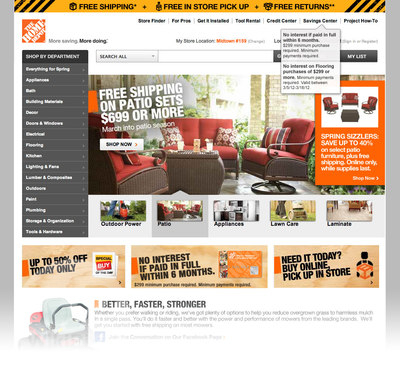 FREE SHIPPING* + FREE IN STORE PICK UP + FREE RETURNS**
THE HOME DEPOT
Store Finder For Pros Get It Installed Tool Rental Credit Center Savings Center Project How-To
More saving. More doing.
My Store Location: Midtown #159 (Change)
(Sign in or Register)
No interest if paid in full within 6 months.
$299 minimum purchase required. Minimum payments required.
No interest on Flooring purchases of $299 or more. Minimum payments required. Valid between 3/5/12-3/18/12
SHOP BY DEPARTMENT
SEARCH ALL
MY LIST
Everything for Spring
Appliances
Bath
Building Materials
Decor
Doors & Windows
Electrical
Flooring
Kitchen
Lighting & Fans
Lumber & Composites
Outdoors
Paint
Plumbing
Storage & Organization
Tools & Hardware
FREE SHIPPING
ON PATIO SETS
$699 OR MORE
March into patio season
SHOP NOW ▸
SPRING SIZZLERS:
SAVE UP TO 40%
on select patio
furniture, plus free
shipping. Online only,
while supplies last.
Shop Now ▸
Outdoor Power
Patio
Appliances
Lawn Care
Laminate
UP TO 50% OFF
TODAY ONLY
SPECIAL
BUY
OF THE DAY
NO INTEREST
IF PAID IN FULL
WITHIN 6 MONTHS.
$299 minimum purchase required. Minimum payments required.
NEED IT TODAY?
BUY ONLINE
PICK UP IN STORE
BETTER, FASTER, STRONGER
Whether you prefer walking or riding, we've got plenty of options to help you reduce overgrown grass to harmless mulch
in a single pass. You'll do it faster and better with the power and performance of mowers from the leading brands. We'll
get you started with free shipping on most mowers.
Join the Conversation on Our Facebook Page ›